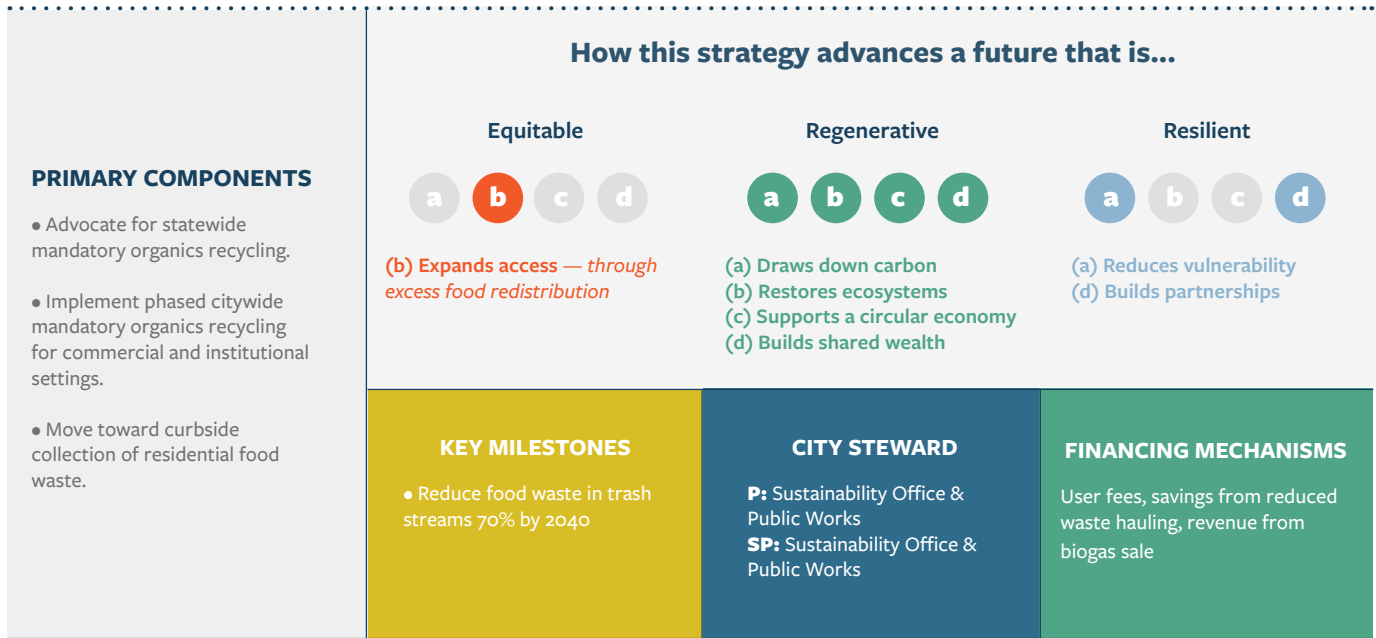 PRIMARY COMPONENTS
• Advocate for statewide
mandatory organics recycling.
• Implement phased citywide
mandatory organics recycling
for commercial and institutional
settings.
• Move toward curbside
collection of residential food
waste.
How this strategy advances a future that is...
Equitable
a b c d
(b) Expands access — through
excess food redistribution
Regenerative
a b c d
(a) Draws down carbon
(b) Restores ecosystems
(c) Supports a circular economy
(d) Builds shared wealth
Resilient
a b c d
(a) Reduces vulnerability
(d) Builds partnerships
KEY MILESTONES
• Reduce food waste in trash
streams 70% by 2040
CITY STEWARD
P: Sustainability Office &
Public Works
SP: Sustainability Office &
Public Works
FINANCING MECHANISMS
User fees, savings from reduced
waste hauling, revenue from
biogas sale